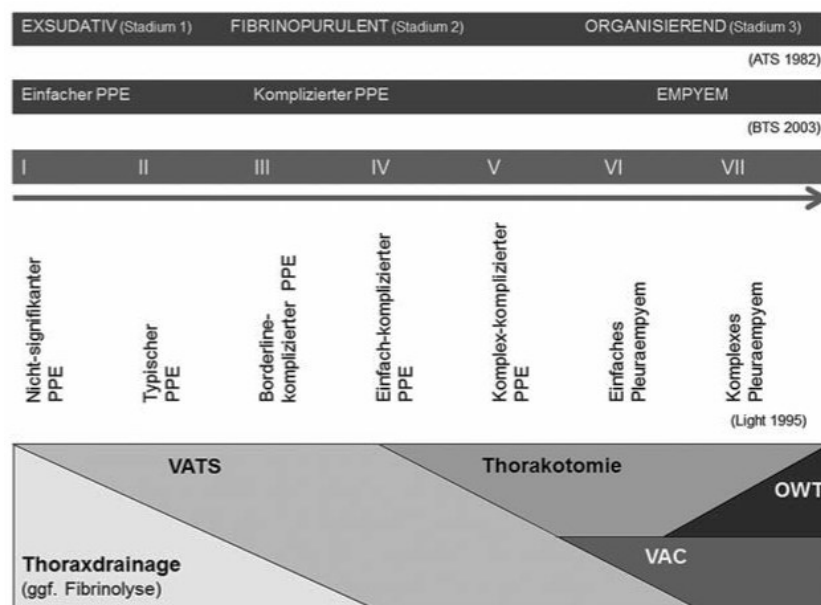 EXSUDATIV (Stadium 1) FIBRINOPURULENT (Stadium 2) ORGANISIEREND (Stadium 3)
(ATS 1982)
Einfacher PPE Komplizierter PPE EMPYEM
(BTS 2003)
I II III IV V VI VII
Nicht-signifikanter
PPE
Typischer
PPE
Borderline-
komplizierter PPE
Einfach-komplizierter
PPE
Komplex-komplizierter
PPE
Einfaches
Pleuraempyem
Komplexes
Pleuraempyem
(Light 1995)
VATS
Thorakotomie
OWT
VAC
Thoraxdrainage
(ggf. Fibrinolyse)